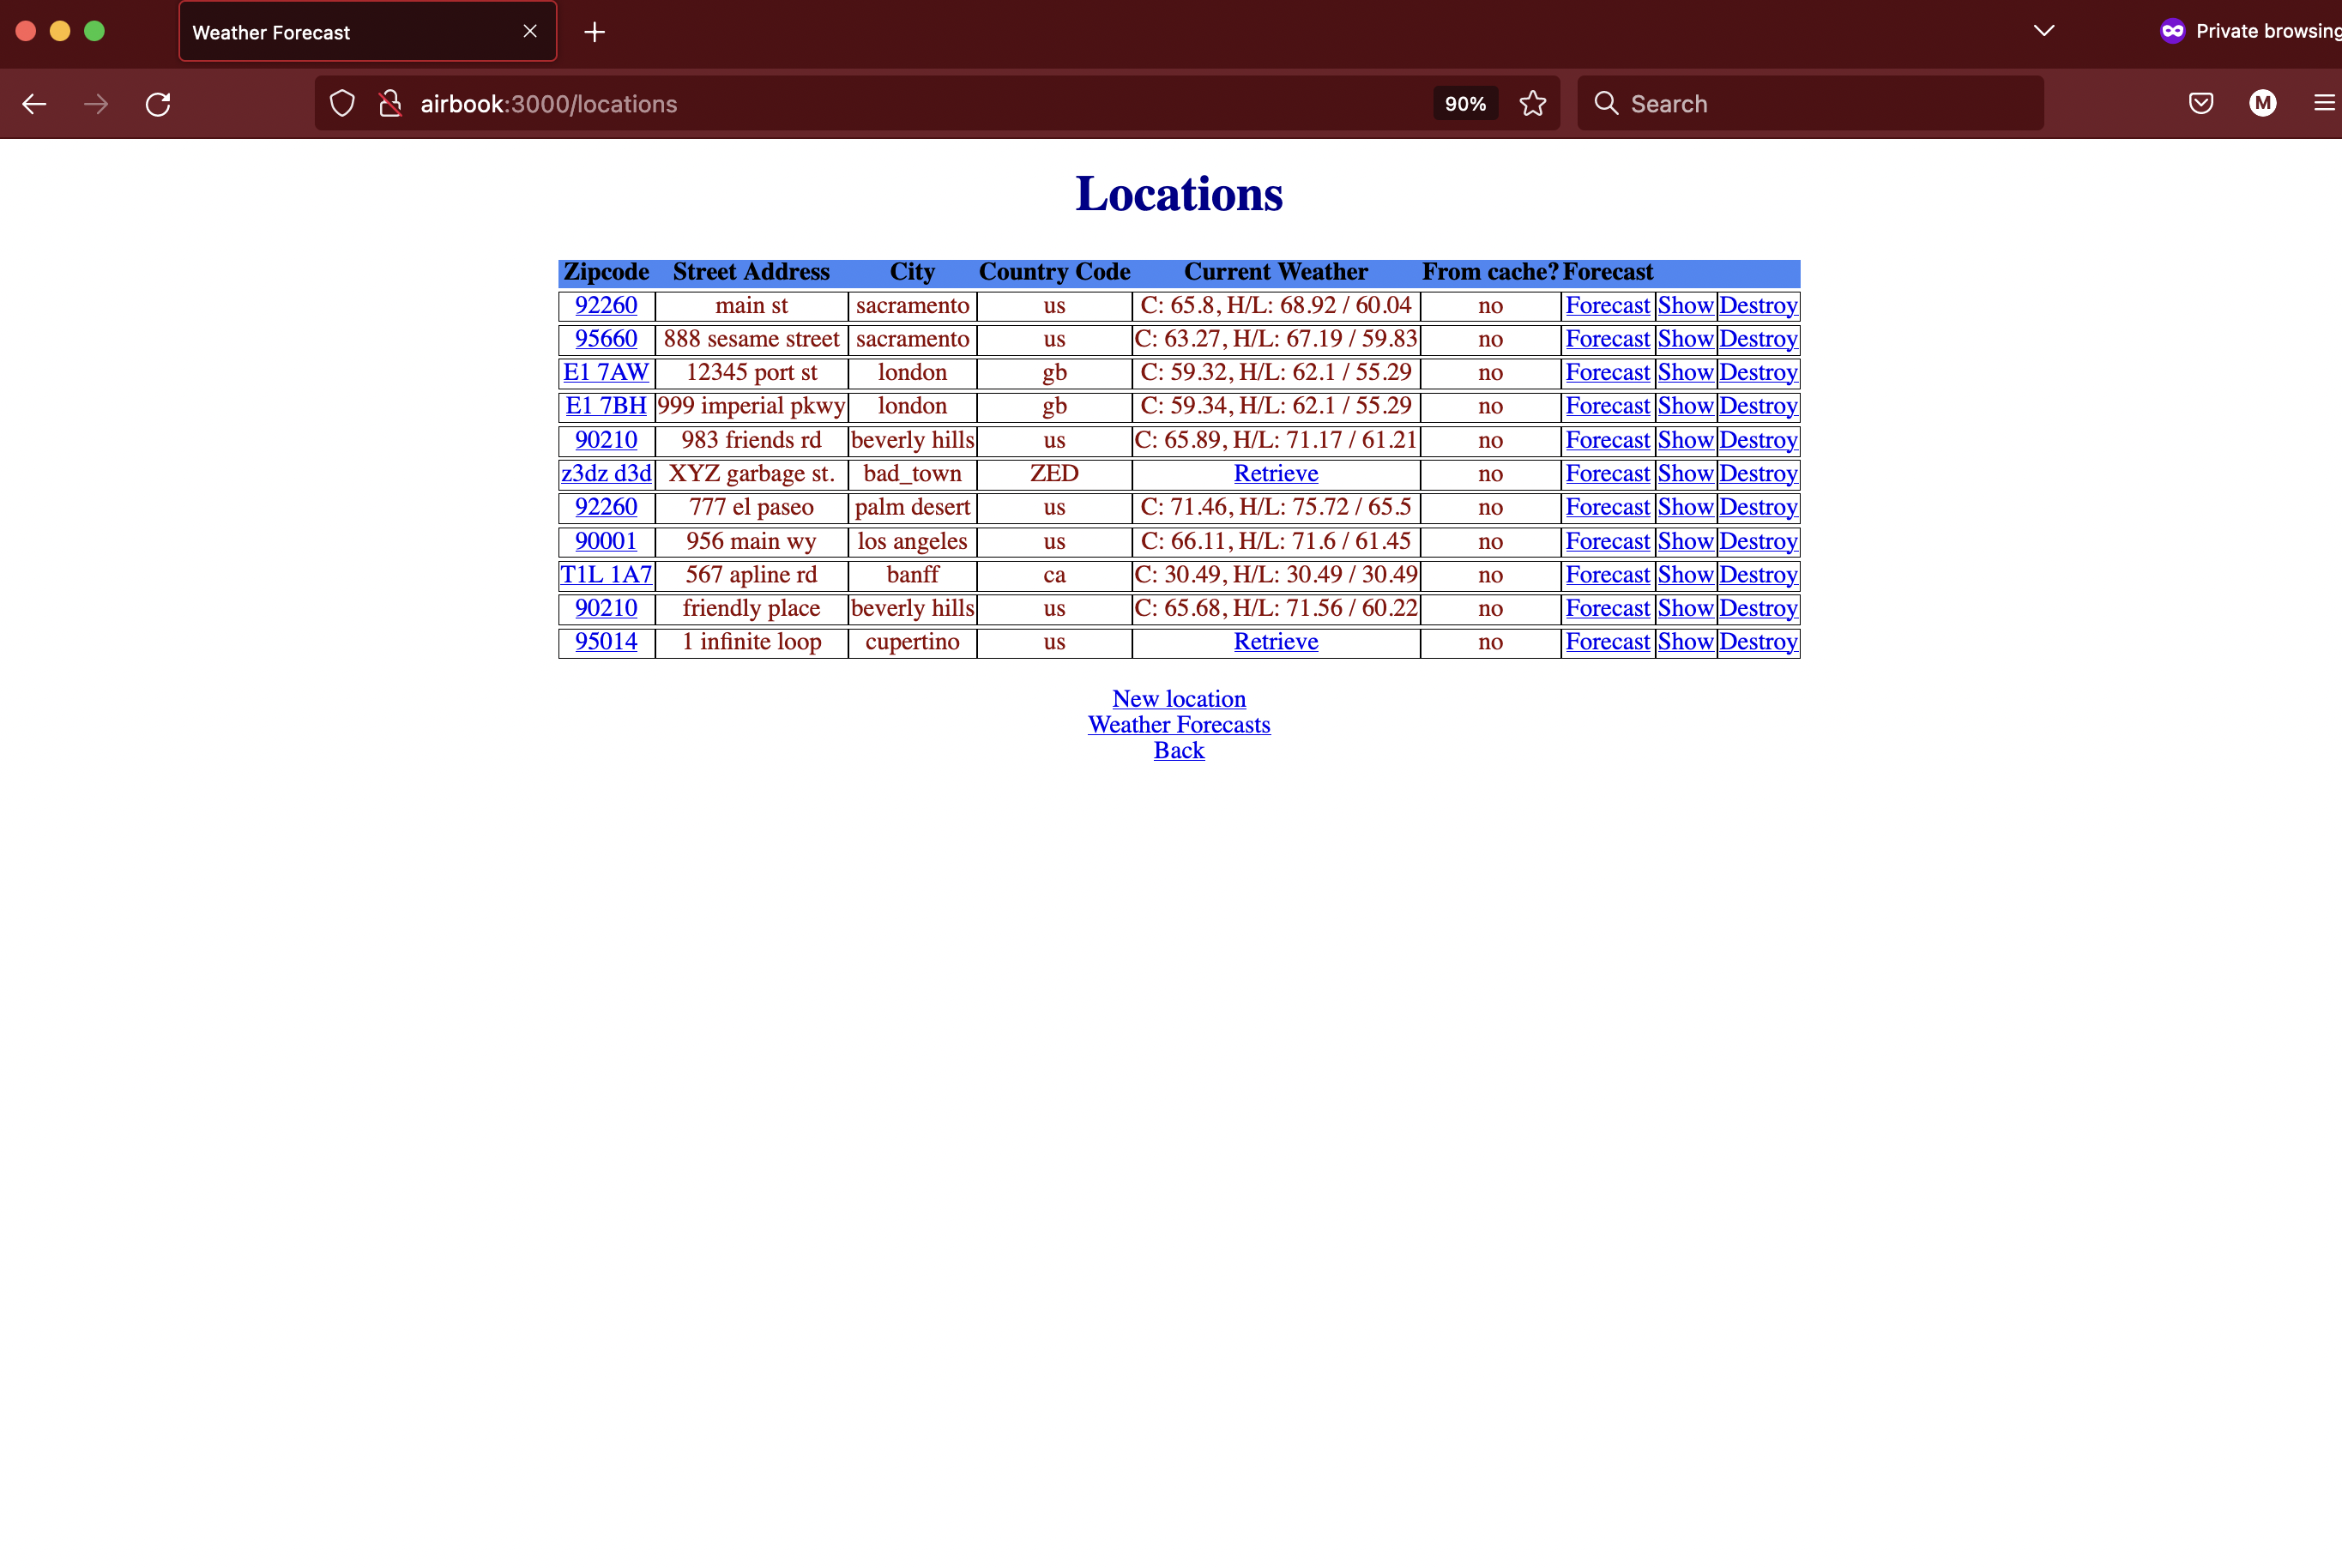 Weather Forecast
Private browsing
airbook:3000/locations 90% Search M
Locations
Zipcode Street Address City Country Code Current Weather From cache? Forecast
92260 main st sacramento us C: 65.8, H/L: 68.92 / 60.04 no Forecast Show Destroy
95660 888 sesame street sacramento us C: 63.27, H/L: 67.19 / 59.83 no Forecast Show Destroy
E1 7AW 12345 port st london gb C: 59.32, H/L: 62.1 / 55.29 no Forecast Show Destroy
E1 7BH 999 imperial pkwy london gb C: 59.34, H/L: 62.1 / 55.29 no Forecast Show Destroy
90210 983 friends rd beverly hills us C: 65.89, H/L: 71.17 / 61.21 no Forecast Show Destroy
z3dz d3d XYZ garbage st. bad_town ZED Retrieve no Forecast Show Destroy
92260 777 el paseo palm desert us C: 71.46, H/L: 75.72 / 65.5 no Forecast Show Destroy
90001 956 main wy los angeles us C: 66.11, H/L: 71.6 / 61.45 no Forecast Show Destroy
T1L 1A7 567 apline rd banff ca C: 30.49, H/L: 30.49 / 30.49 no Forecast Show Destroy
90210 friendly place beverly hills us C: 65.68, H/L: 71.56 / 60.22 no Forecast Show Destroy
95014 1 infinite loop cupertino us Retrieve no Forecast Show Destroy
New location
Weather Forecasts
Back